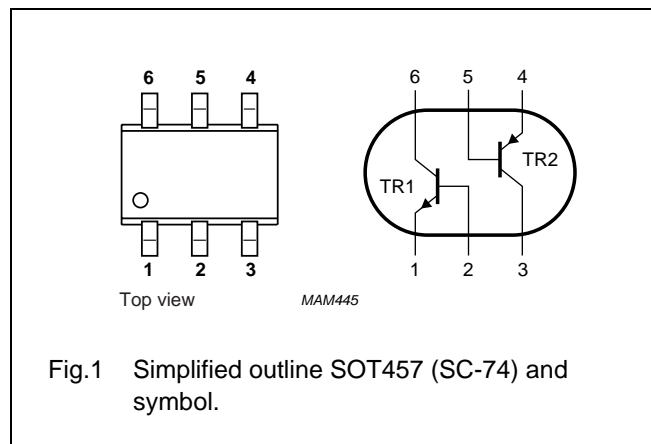 6 5 4
6 5 4
TR1
TR2
1 2 3
1 2 3
Top view
MAM445
Fig.1 Simplified outline SOT457 (SC-74) and
symbol.